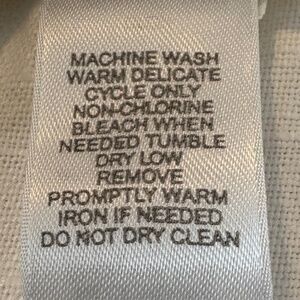 MACHINE WASH
WARM DELICATE
CYCLE ONLY
NON-CHLORINE
BLEACH WHEN
NEEDED TUMBLE
DRY LOW
REMOVE
PROMPTLY WARM
IRON IF NEEDED
DO NOT DRY CLEAN